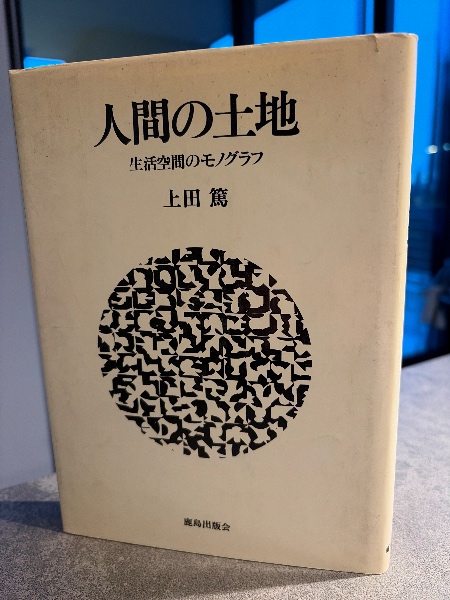 人間の土地
生活空間のモノグラフ
上田 篤
鹿島出版会